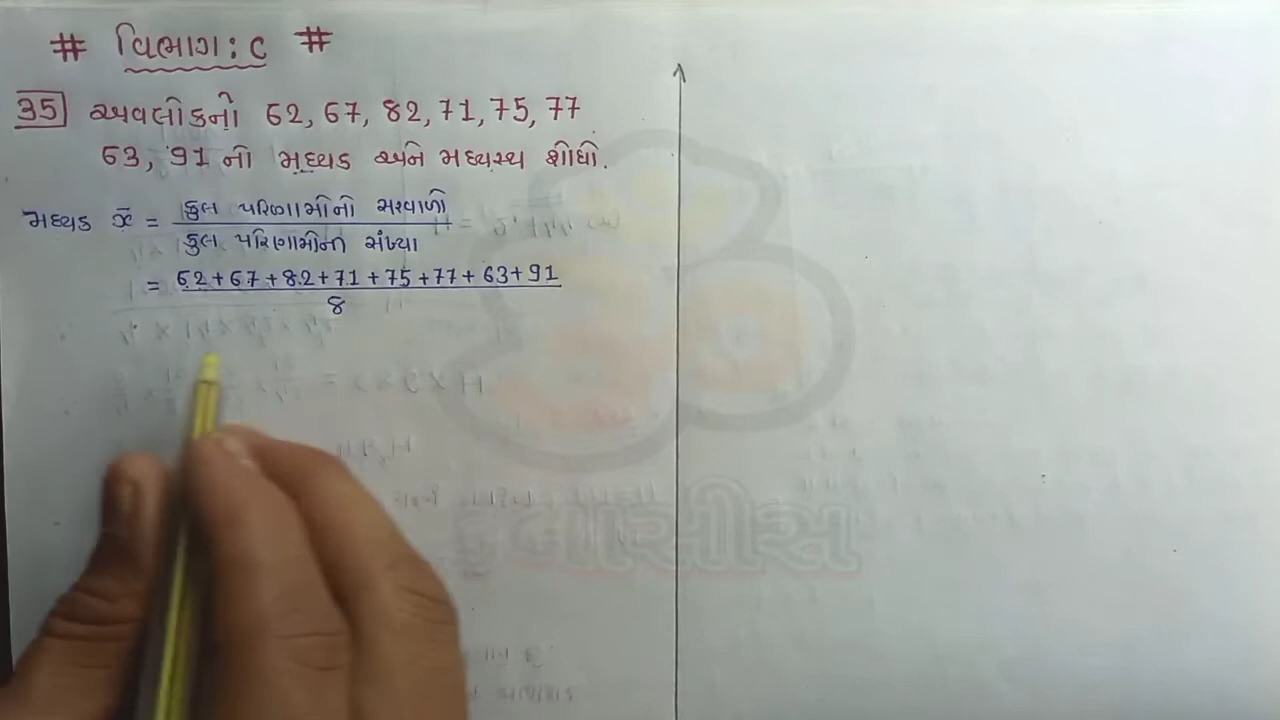 # વિભાગ : C #
35 અવલોકનો 62, 67, 82, 71, 75, 77
63, 91 નો મધ્યક અને મધ્યસ્થ શોધો.
મધ્યક x̄ = કુલ પરિણામોનો સરવાળો
કુલ પરિણામોની સંખ્યા
= 62+67+82+71+75+77+63+91
8
ક્લાસીસ